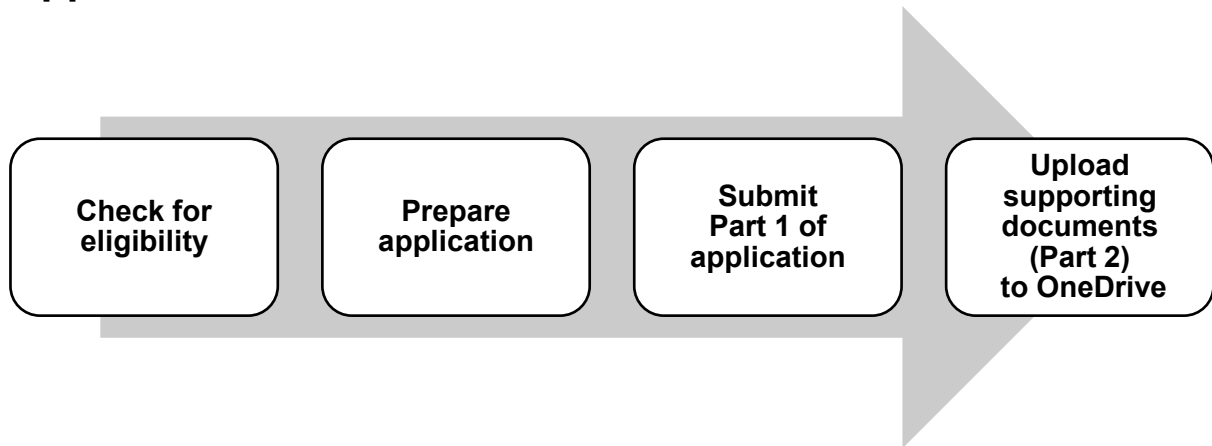 Check for
eligibility
Prepare
application
Submit
Part 1 of
application
Upload
supporting
documents
(Part 2)
to OneDrive